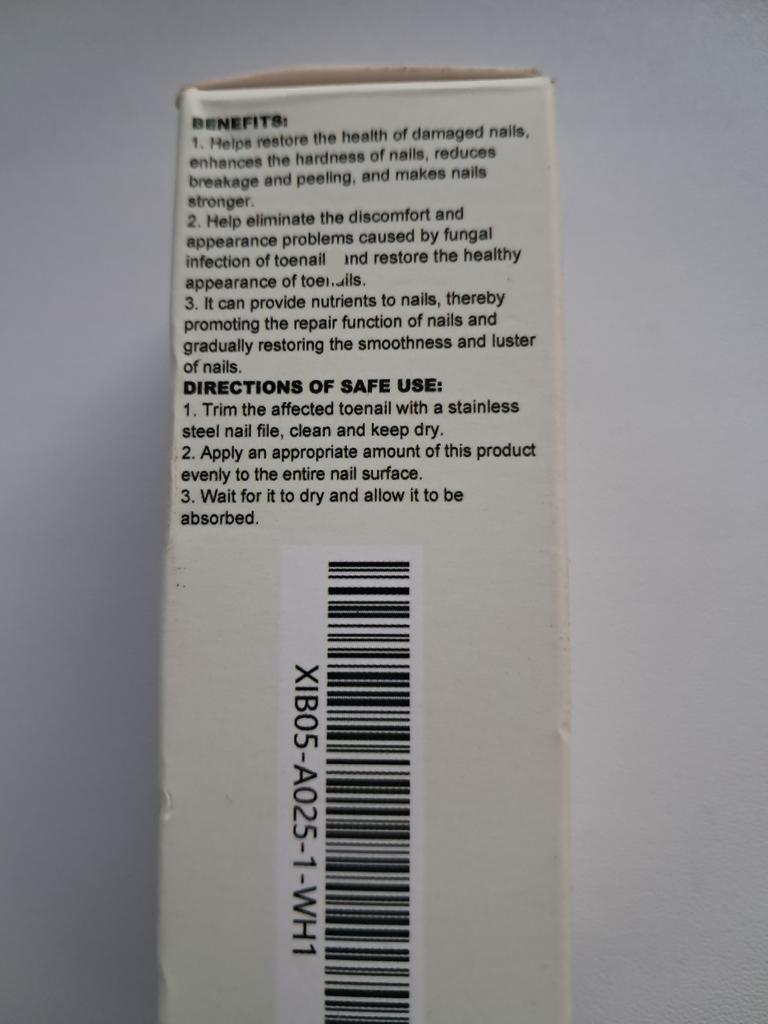 BENEFITS:
1. Helps restore the health of damaged nails,
enhances the hardness of nails, reduces
breakage and peeling, and makes nails
stronger.
2. Help eliminate the discomfort and
appearance problems caused by fungal
infection of toenail and restore the healthy
appearance of toenails.
3. It can provide nutrients to nails, thereby
promoting the repair function of nails and
gradually restoring the smoothness and luster
of nails.
DIRECTIONS OF SAFE USE:
1. Trim the affected toenail with a stainless
steel nail file, clean and keep dry.
2. Apply an appropriate amount of this product
evenly to the entire nail surface.
3. Wait for it to dry and allow it to be
absorbed.
XIB05-A025-1-WH1